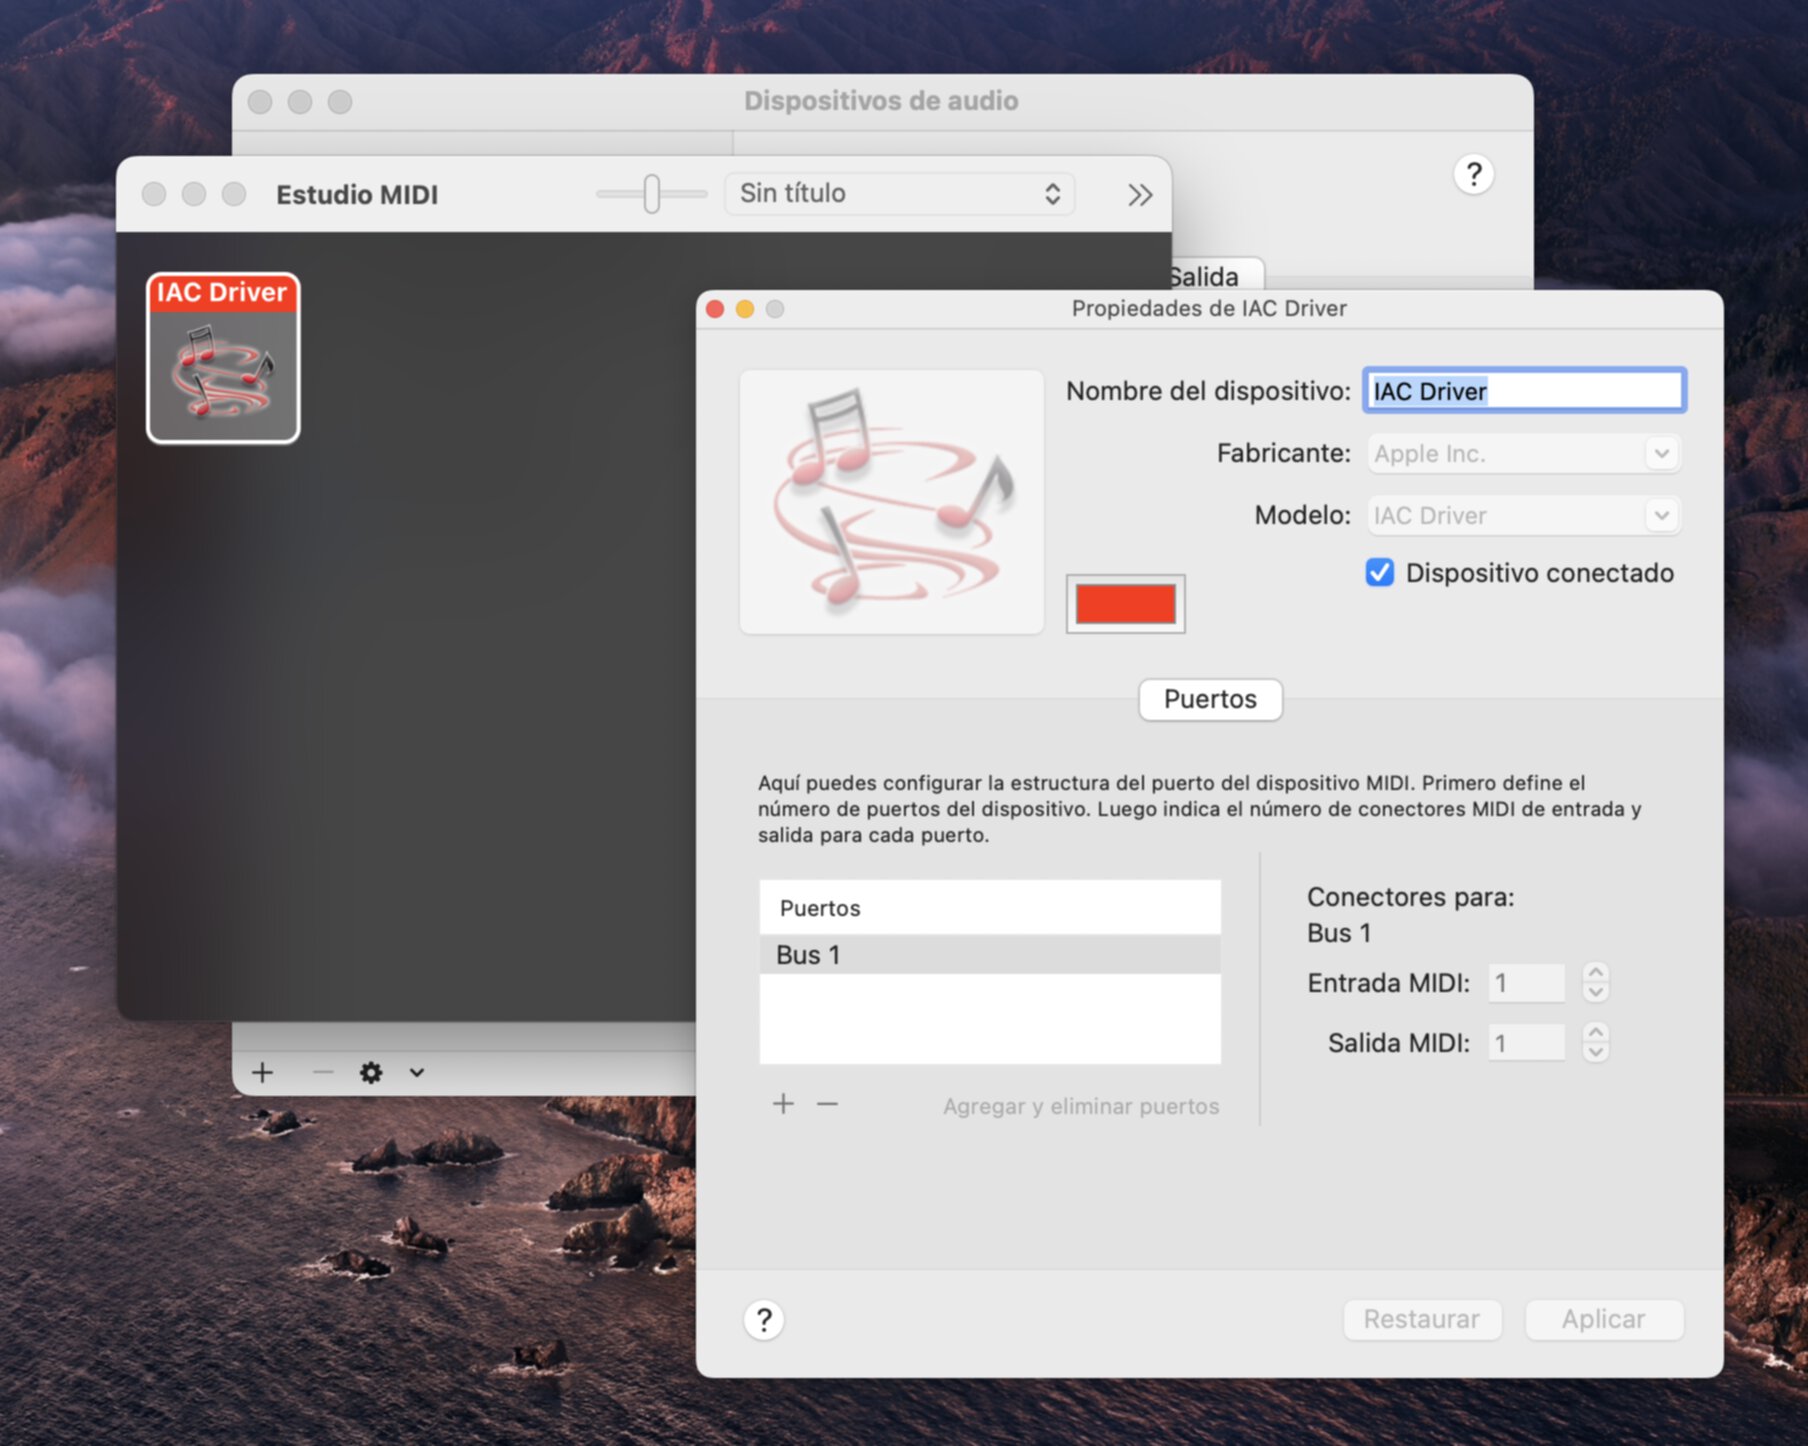 Dispositivos de audio
?
Estudio MIDI
Sin título
Salida
IAC Driver
Propiedades de IAC Driver
Nombre del dispositivo: IAC Driver
Fabricante: Apple Inc.
Modelo: IAC Driver
Dispositivo conectado
Puertos
Aquí puedes configurar la estructura del puerto del dispositivo MIDI. Primero define el
número de puertos del dispositivo. Luego indica el número de conectores MIDI de entrada y
salida para cada puerto.
Puertos
Bus 1
Agregar y eliminar puertos
Conectores para:
Bus 1
Entrada MIDI: 1
Salida MIDI: 1
?
Restaurar
Aplicar